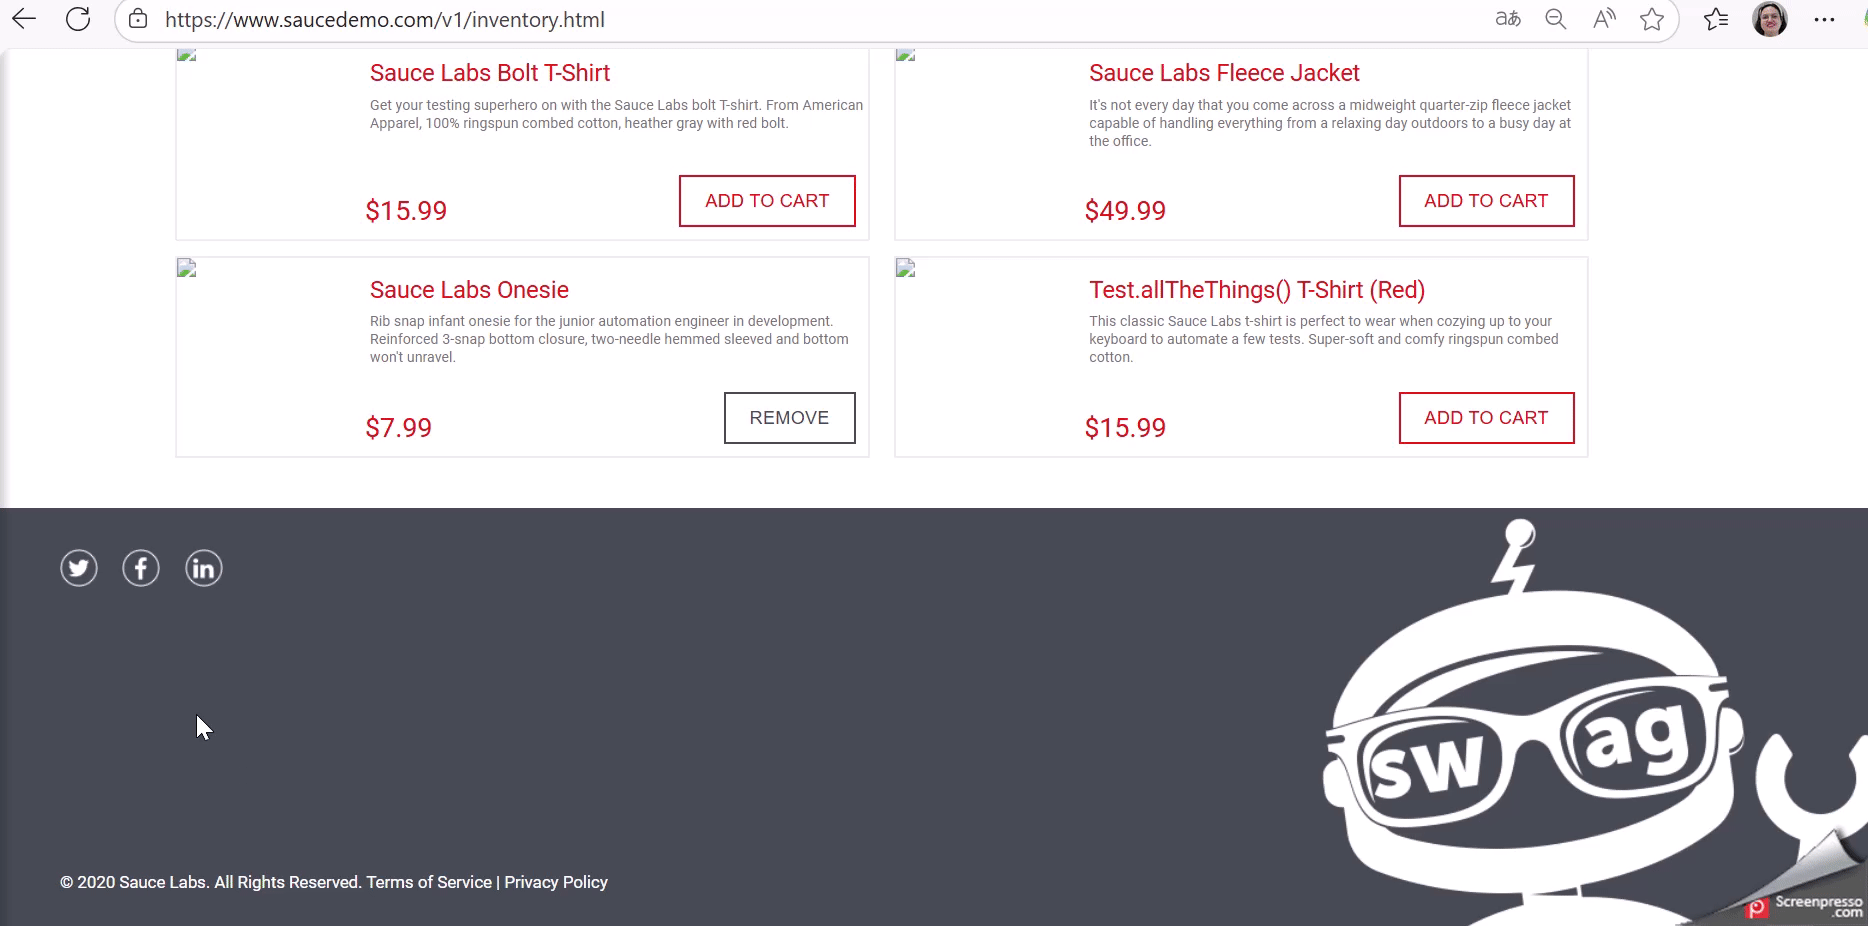 https://www.saucedemo.com/v1/inventory.html
Sauce Labs Bolt T-Shirt
Get your testing superhero on with the Sauce Labs bolt T-shirt. From American
Apparel, 100% ringspun combed cotton, heather gray with red bolt.
$15.99
ADD TO CART
Sauce Labs Fleece Jacket
It's not every day that you come across a midweight quarter-zip fleece jacket
capable of handling everything from a relaxing day outdoors to a busy day at
the office.
$49.99
ADD TO CART
Sauce Labs Onesie
Rib snap infant onesie for the junior automation engineer in development.
Reinforced 3-snap bottom closure, two-needle hemmed sleeved and bottom
won't unravel.
$7.99
REMOVE
Test.allTheThings() T-Shirt (Red)
This classic Sauce Labs t-shirt is perfect to wear when cozying up to your
keyboard to automate a few tests. Super-soft and comfy ringspun combed
cotton.
$15.99
ADD TO CART
swag
© 2020 Sauce Labs. All Rights Reserved. Terms of Service | Privacy Policy
Screenpresso
.com